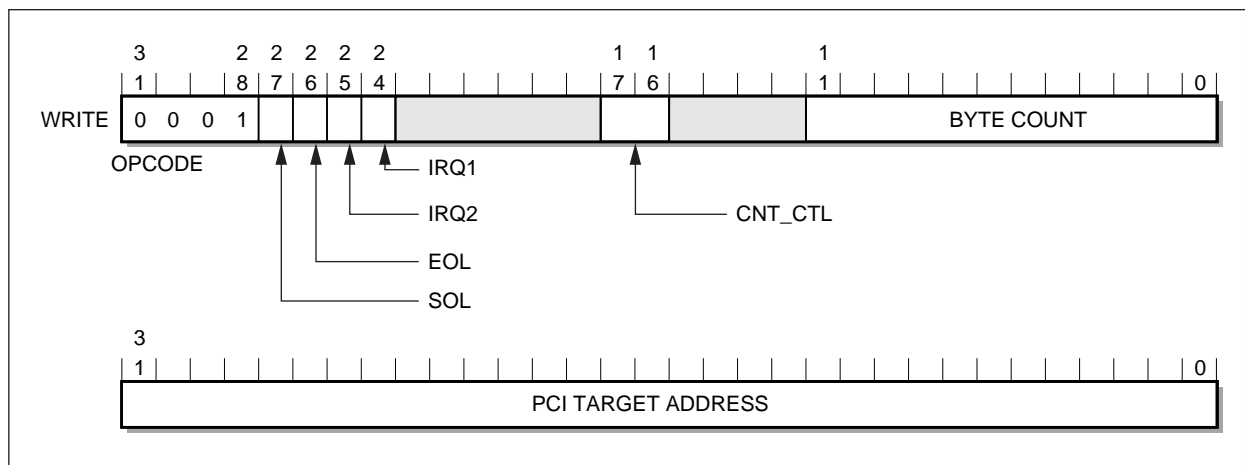 3 2 2 2 2 2 1 1 1
1 8 7 6 5 4 7 6 1 0
WRITE 0 0 0 1 BYTE COUNT
OPCODE
IRQ1
IRQ2 CNT_CTL
EOL
SOL
3
1 0
PCI TARGET ADDRESS